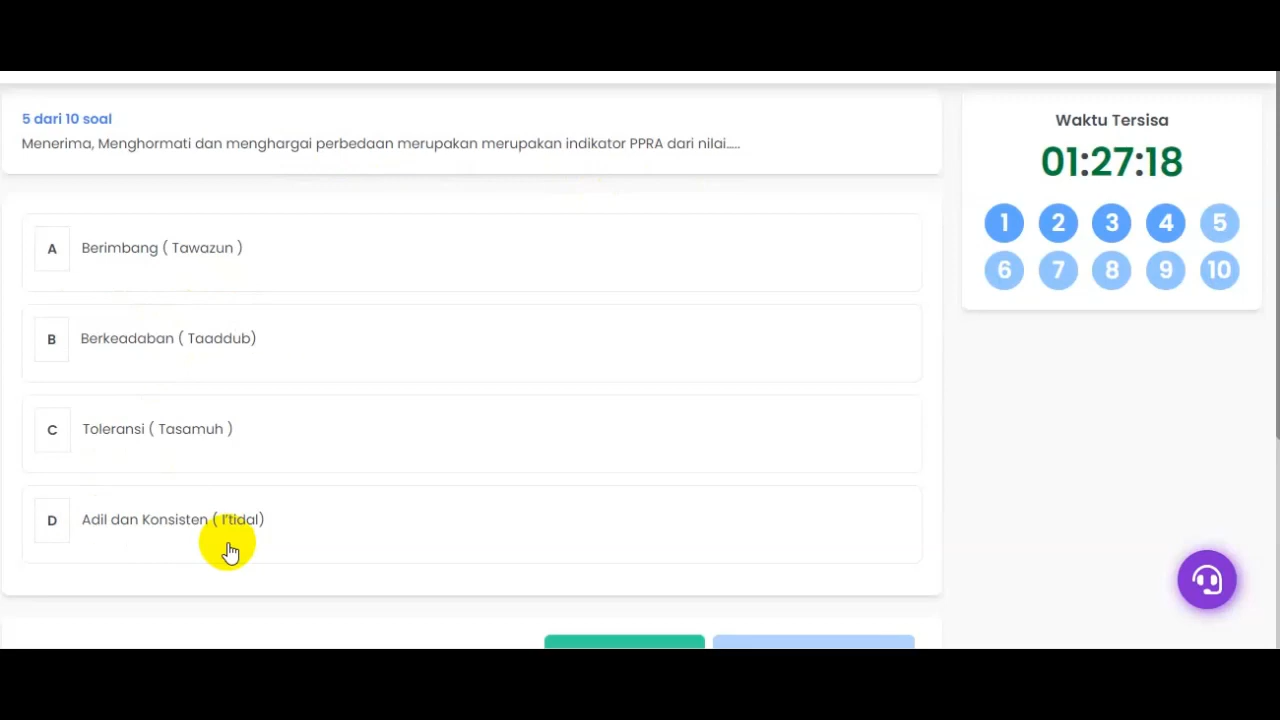 5 dari 10 soal
Menerima, Menghormati dan menghargai perbedaan merupakan merupakan indikator PPRA dari nilai.....
A
Berimbang ( Tawazun )
B
Berkeadaban ( Taaddub)
C
Toleransi ( Tasamuh )
D
Adil dan Konsisten ( I'tidal)
Waktu Tersisa
01:27:18
1 2 3 4 5
6 7 8 9 10